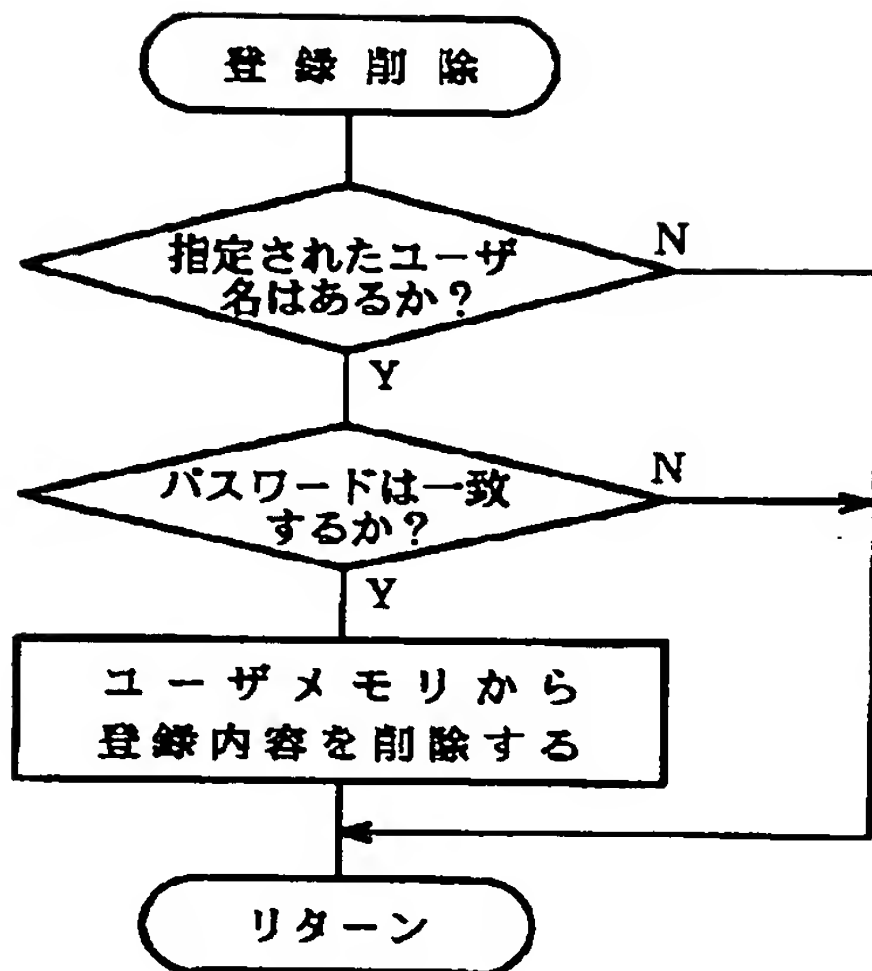 登録削除
指定されたユーザ
名はあるか？
N
Y
パスワードは一致
するか？
N
Y
ユーザメモリから
登録内容を削除する
リターン